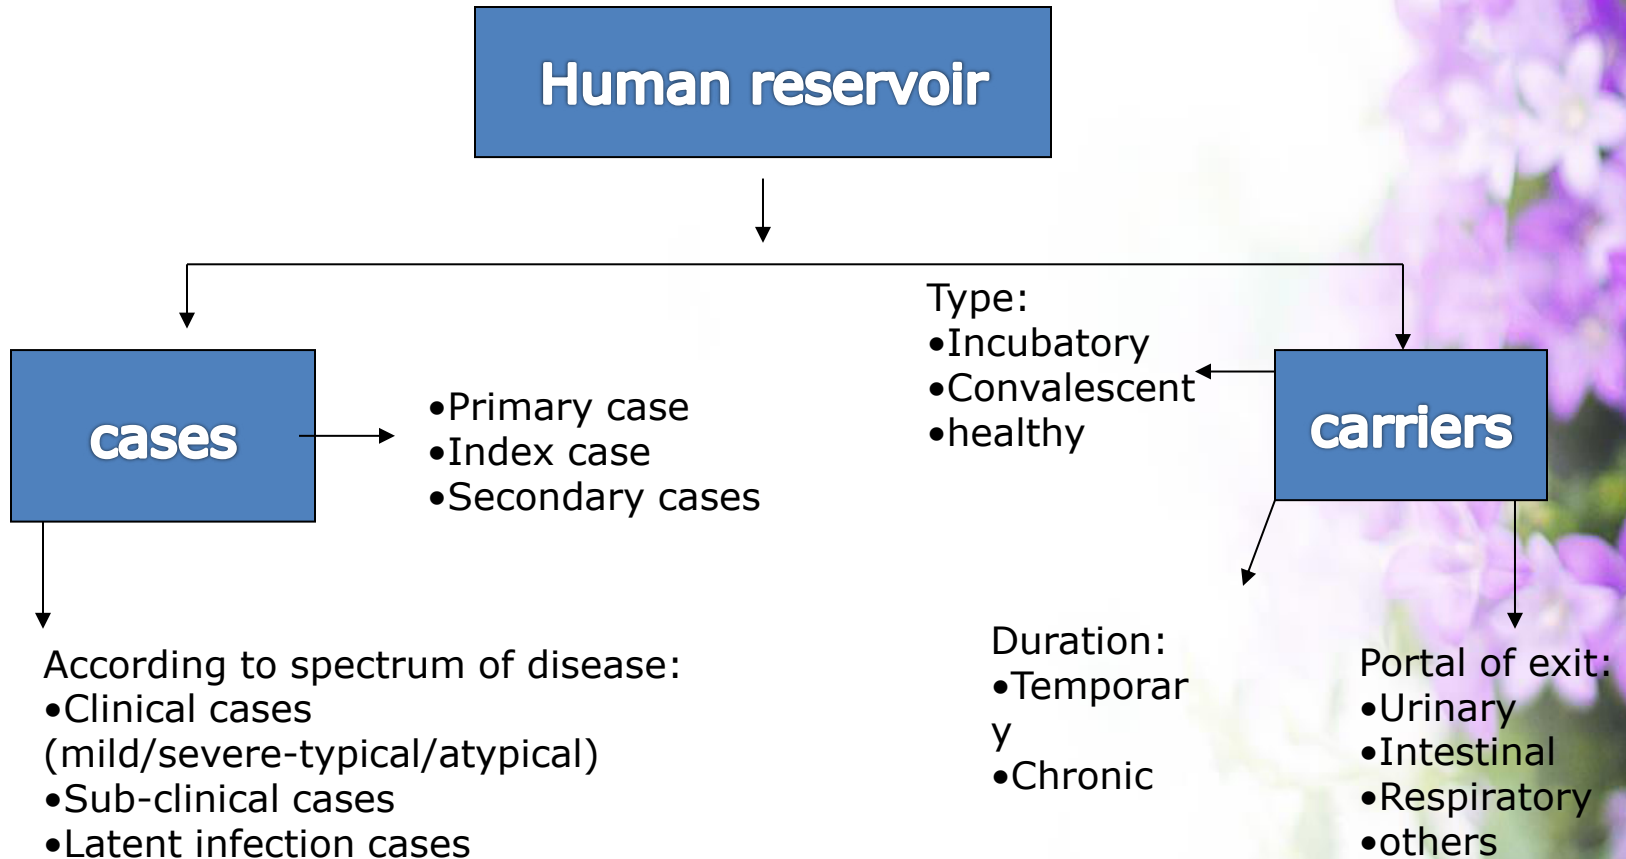 Human reservoir
cases
•Primary case
•Index case
•Secondary cases
According to spectrum of disease:
•Clinical cases
(mild/severe-typical/atypical)
•Sub-clinical cases
•Latent infection cases
Type:
•Incubatory
•Convalescent
•healthy
carriers
Duration:
•Temporar
y
•Chronic
Portal of exit:
•Urinary
•Intestinal
•Respiratory
•others